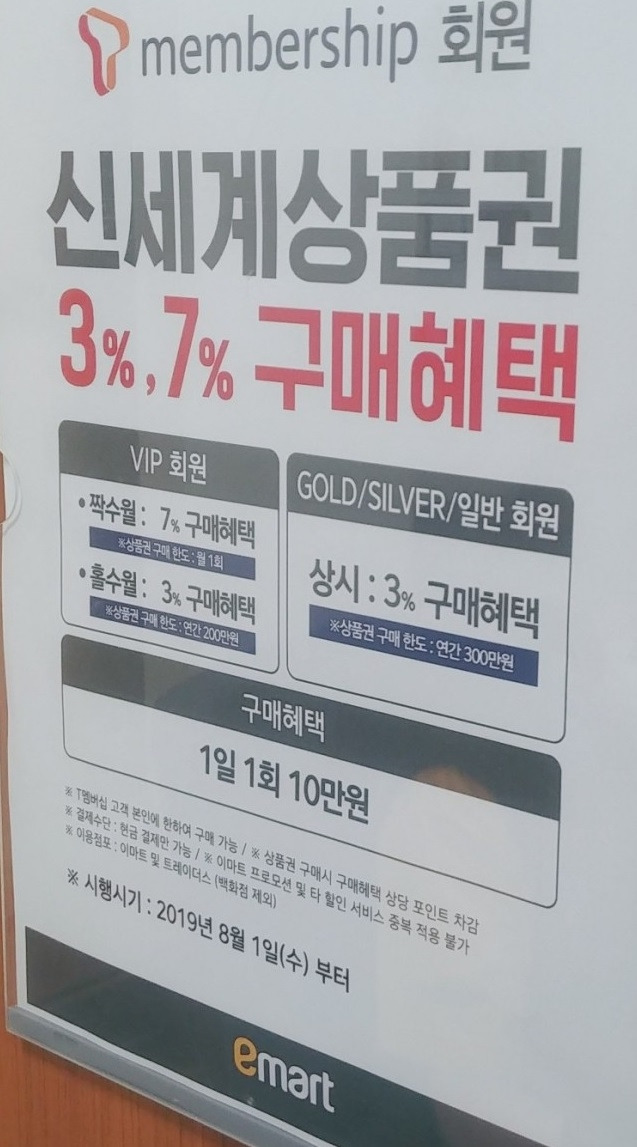 T membership 회원
신세계상품권
3%, 7% 구매혜택
VIP 회원
• 짝수월 : 7% 구매혜택
※상품권 구매 한도 : 월 1회
• 홀수월 : 3% 구매혜택
※상품권 구매 한도 : 연간 200만원
GOLD/SILVER/일반 회원
상시 : 3% 구매혜택
※상품권 구매 한도 : 연간 300만원
구매혜택
1일 1회 10만원
※ T멤버십 고객 본인에 한하여 구매 가능 / ※ 상품권 구매시 구매혜택 상당 포인트 차감
※ 결제수단 : 현금 결제만 가능 / ※ 이마트 프로모션 및 타 할인 서비스 중복 적용 불가
※ 이용점포 : 이마트 및 트레이더스 (백화점 제외)
※ 시행시기 : 2019년 8월 1일(수) 부터
emart